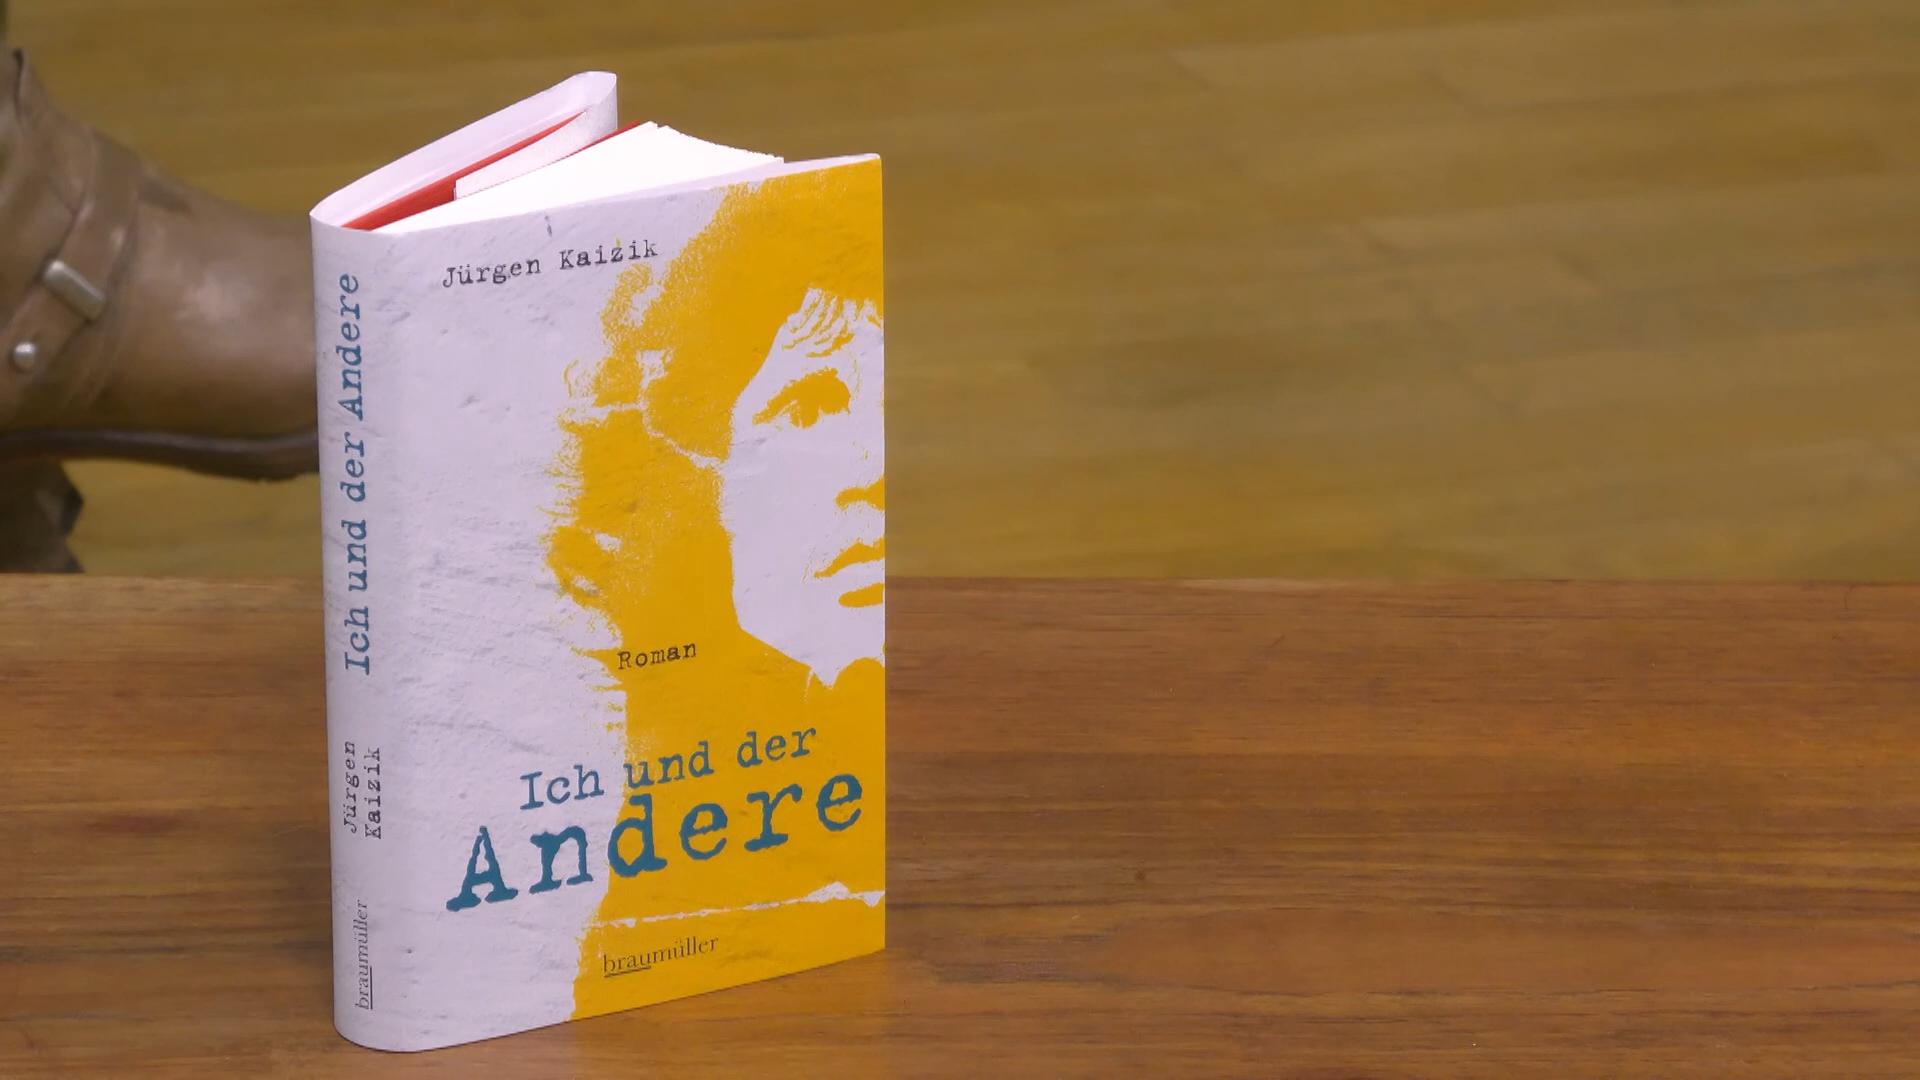 Ich und der Andere
Jürgen
Kaizik
braumüller
Jürgen Kaizik
Roman
Ich und der
Andere
braumüller